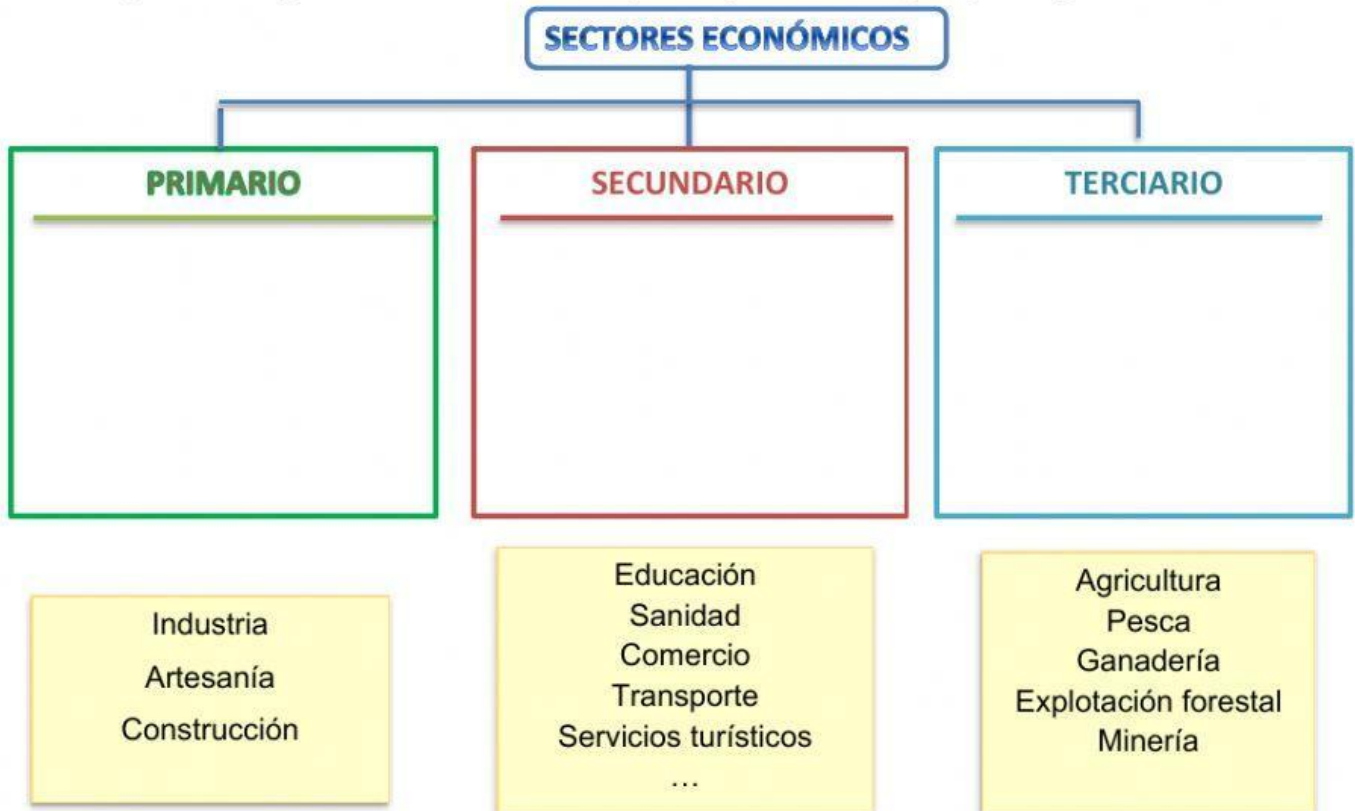 SECTORES ECONÓMICOS
PRIMARIO
SECUNDARIO
TERCIARIO
Industria
Artesanía
Construcción
Educación
Sanidad
Comercio
Transporte
Servicios turísticos
...
Agricultura
Pesca
Ganadería
Explotación forestal
Minería